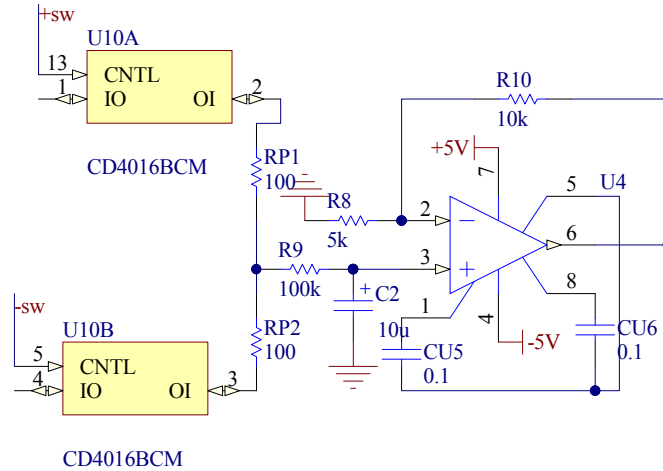 +sw
U10A
13
CNTL
1
IO
OI
2
CD4016BCM
RP1
100
R10
10k
+5V
7
5
U4
R8
5k
2
6
R9
100k
3
C2
10u
1
4
-5V
8
CU6
0.1
CU5
0.1
-sw
U10B
5
CNTL
4
IO
OI
3
RP2
100
CD4016BCM